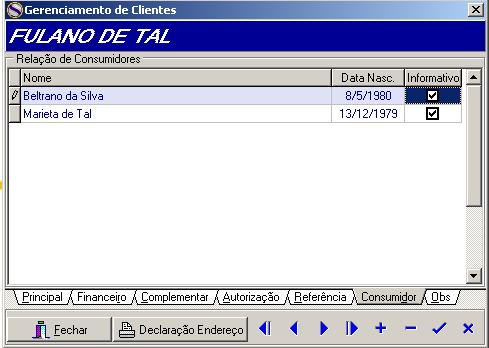 Gerenciamento de Clientes
FULANO DE TAL
Relação de Consumidores
Nome Data Nasc. Informativo
Beltrano da Silva 8/5/1980
Marieta de Tal 13/12/1979
Principal Financeiro Complementar Autorização Referência Consumidor Obs
Fechar Declaração Endereço